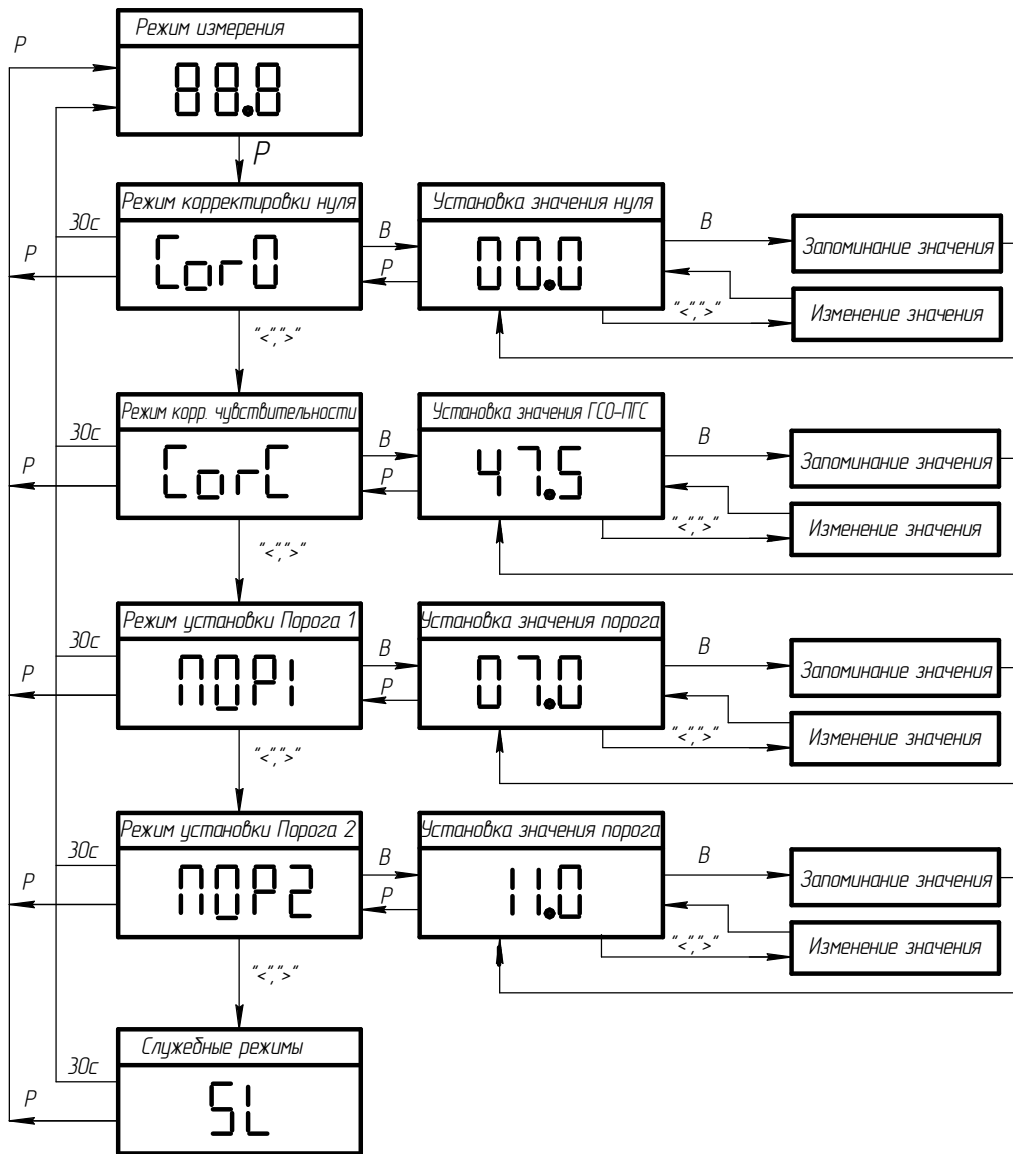 Режим измерения
Р
88.8
Р
Режим корректировки нуля
Установка значения нуля
30с
В
В
Запоминание значения
Р
Cor0
Р
00.0
Изменение значения
"<","> "
"<",">"
Режим корр. чувствительности
Установка значения ГСО-ПГС
30с
В
В
Запоминание значения
Р
CorC
Р
47.5
"<",">"
Изменение значения
"<",">"
Режим установки Порога 1
Установка значения порога
30с
В
В
Запоминание значения
Р
ПОР1
Р
07.0
"<",">"
Изменение значения
"<",">"
Режим установки Порога 2
Установка значения порога
30с
В
В
Запоминание значения
Р
ПОР2
Р
11.0
"<",">"
Изменение значения
"<",">"
Служебные режимы
30с
SL
Р